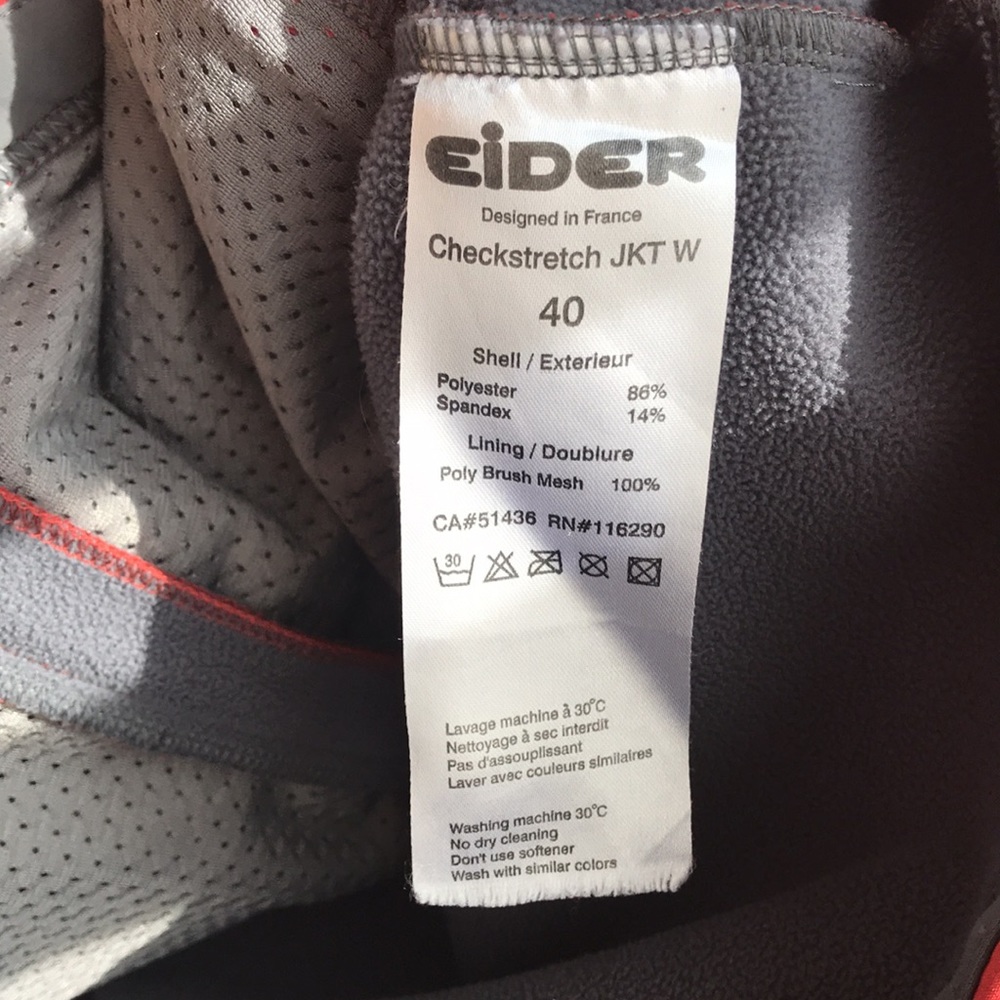 EiDER
Designed in France
Checkstretch JKT W
40
Shell / Exterieur
Polyester 86%
Spandex 14%
Lining / Doublure
Poly Brush Mesh 100%
CA#51436 RN#116290
30
Lavage machine à 30°C
Nettoyage à sec interdit
Pas d'assouplissant
Laver avec couleurs similaires
Washing machine 30°C
No dry cleaning
Don't use softener
Wash with similar colors